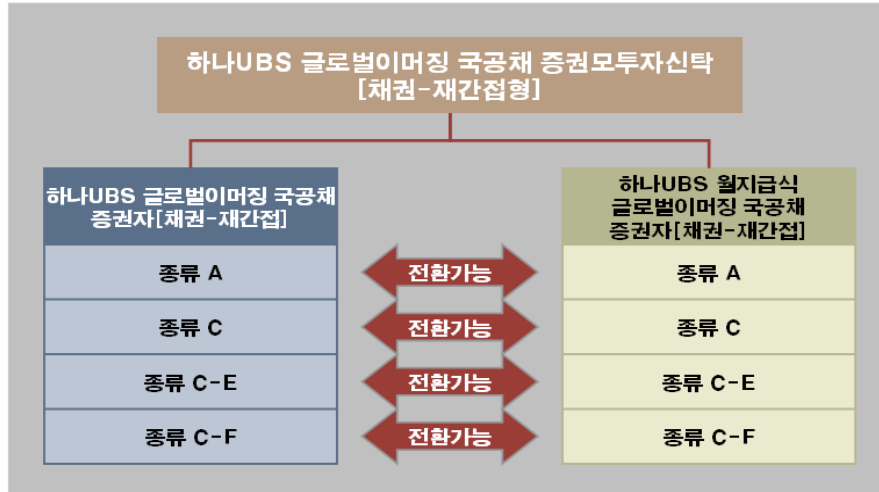 하나UBS 글로벌이머징 국공채 증권모투자신탁
[채권-재간접형]
하나UBS 글로벌이머징 국공채
증권자[채권-재간접]
하나UBS 월지급식
글로벌이머징 국공채
증권자[채권-재간접]
종류 A
전환가능
종류 A
종류 C
전환가능
종류 C
종류 C-E
전환가능
종류 C-E
종류 C-F
전환가능
종류 C-F